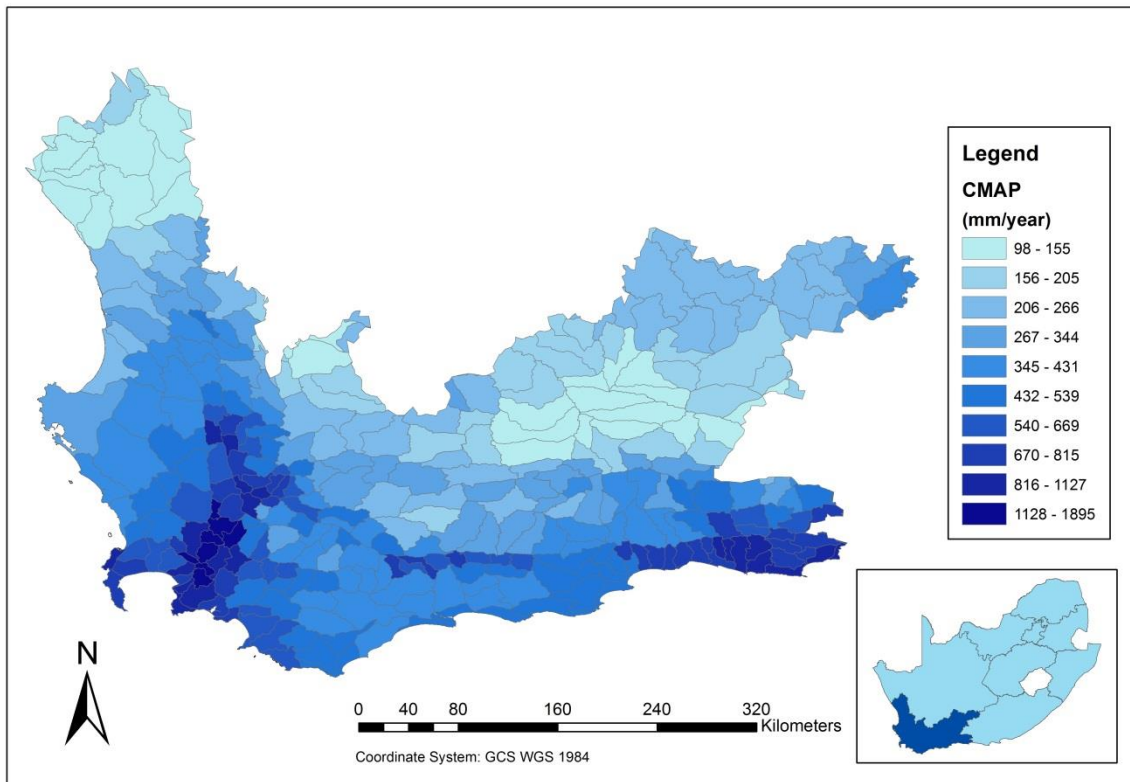 Legend
CMAP
(mm/year)
98 - 155
156 - 205
206 - 266
267 - 344
345 - 431
432 - 539
540 - 669
670 - 815
816 - 1127
1128 - 1895
N
0 40 80 160 240 320
Kilometers
Coordinate System: GCS WGS 1984